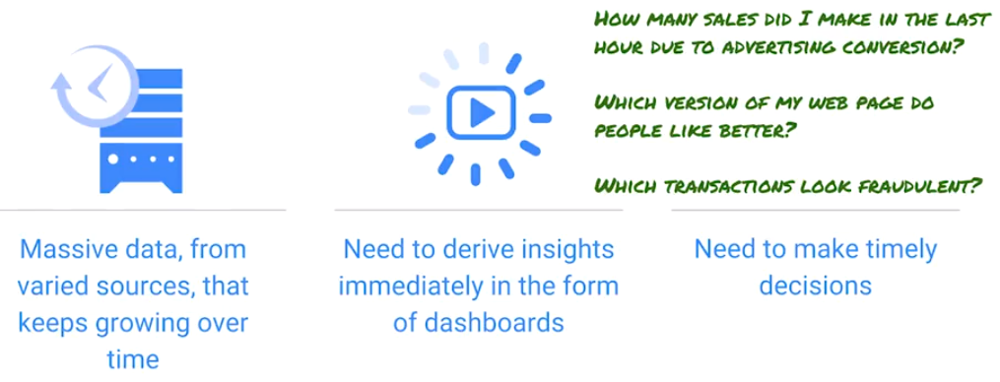 How many sales did I make in the last
hour due to advertising conversion?
Which version of my web page do
people like better?
Which transactions look fraudulent?
Massive data, from
varied sources, that
keeps growing over
time
Need to derive insights
immediately in the form
of dashboards
Need to make timely
decisions